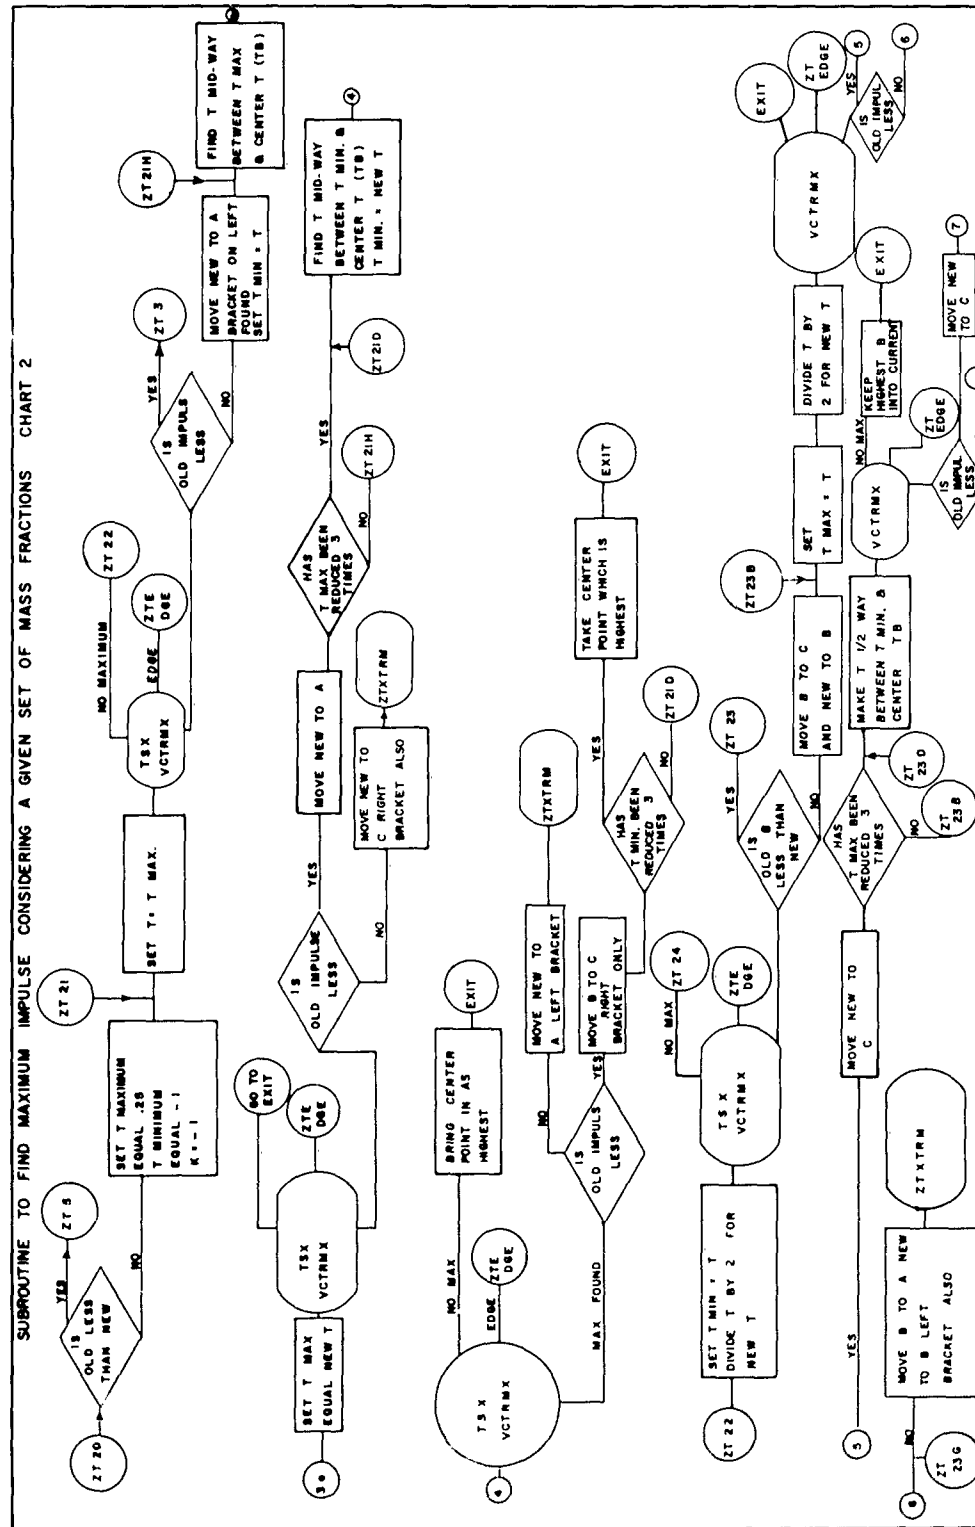 SUBROUTINE TO FIND MAXIMUM IMPULSE CONSIDERING A GIVEN SET OF MASS FRACTIONS CHART 2
ZT 20
IS
OLD LESS
THAN NEW
YES
ZT 5
NO
SET T MAXIMUM
EQUAL .25
T MINIMUM
EQUAL - 1
K = - 1
ZT 21
SET T = T MAX.
TSX
VCTRMX
NO MAXIMUM
ZT 22
EDGE
ZTE
DGE
IS
OLD IMPULS
LESS
YES
ZT 3
NO
MOVE NEW TO A
BRACKET ON LEFT
FOUND
SET T MIN = T
ZT 21H
FIND T MID-WAY
BETWEEN T MAX
& CENTER T (TB)
SET T MAX
EQUAL NEW T
TSX
VCTRMX
GO TO
EXIT
ZTE
DGE
IS
OLD IMPULSE
LESS
YES
NO
MOVE NEW TO
C RIGHT
BRACKET ALSO
ZTXTRM
MOVE NEW TO A
HAS
T MAX BEEN
REDUCED 3
TIMES
YES
NO
ZT 21H
ZT 21D
FIND T MID-WAY
BETWEEN T MIN. &
CENTER T (TB)
T MIN. = NEW T
4
4
TSX
VCTRMX
NO MAX
BRING CENTER
POINT IN AS
HIGHEST
EXIT
EDGE
ZTE
DGE
MAX FOUND
IS
OLD IMPULS
LESS
NO
MOVE NEW TO
A LEFT BRACKET
ZTXTRM
YES
MOVE B TO C
RIGHT
BRACKET ONLY
HAS
T MIN. BEEN
REDUCED 3
TIMES
YES
TAKE CENTER
POINT WHICH IS
HIGHEST
EXIT
NO
ZT 21D
ZT 22
SET T MIN = T
DIVIDE T BY 2 FOR
NEW T
TSX
VCTRMX
NO MAX
ZT 24
ZTE
DGE
IS
OLD B
LESS THAN
NEW
YES
ZT 23
NO
MOVE B TO C
AND NEW TO B
ZT 23B
SET
T MAX = T
DIVIDE T BY
2 FOR NEW T
VCTRMX
EXIT
ZT
EDGE
IS
OLD IMPUL
LESS
YES
5
NO
6
5
YES
MOVE NEW TO
C
HAS
T MAX BEEN
REDUCED 3
TIMES
NO
ZT
23 B
ZT
23 D
MAKE T 1/2 WAY
BETWEEN T MIN. &
CENTER TB
VCTRMX
NO MAX
KEEP
HIGHEST B
INTO CURRENT
EXIT
ZT
EDGE
IS
OLD IMPUL
LESS
MOVE NEW
TO C
7
6
NO
ZT
23G
MOVE B TO A NEW
TO B LEFT
BRACKET ALSO
ZTXTRM